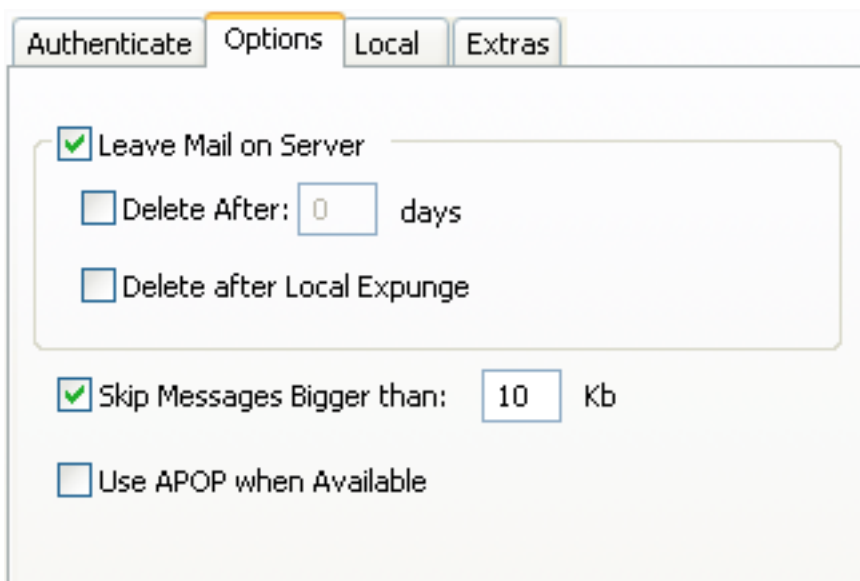 Authenticate Options Local Extras
Leave Mail on Server
Delete After: 0 days
Delete after Local Expunge
Skip Messages Bigger than: 10 Kb
Use APOP when Available